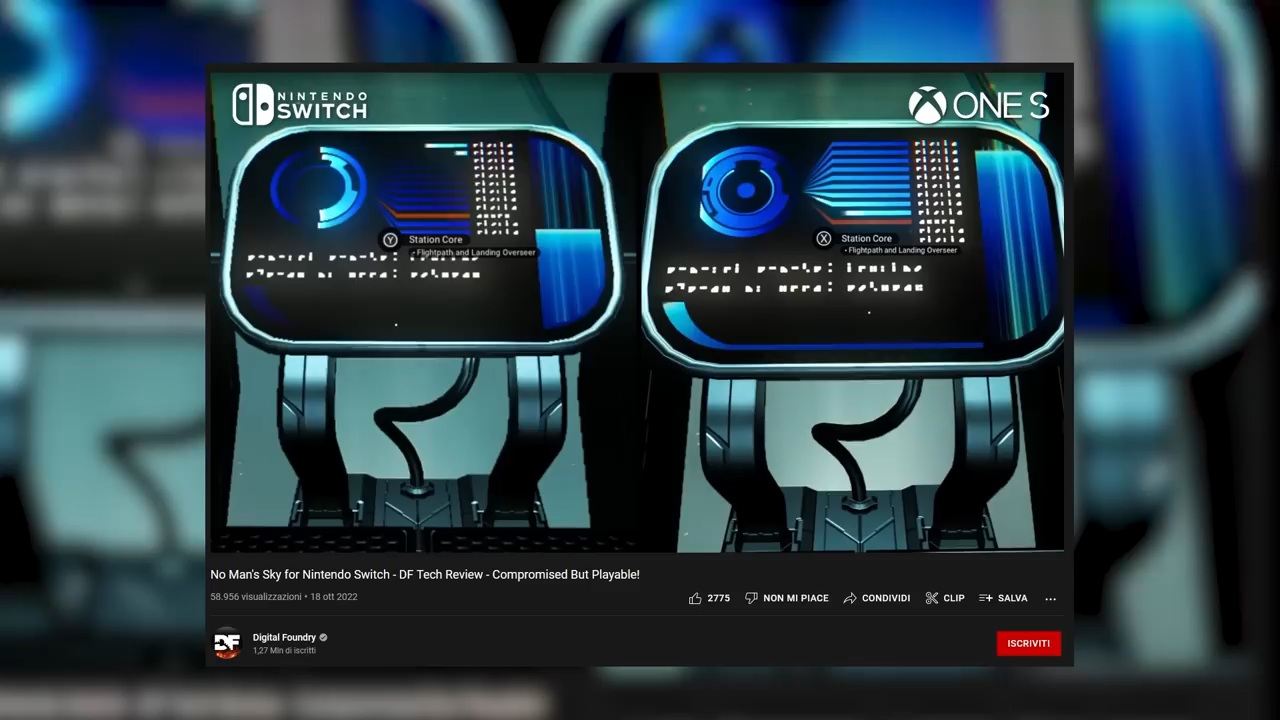 NINTENDO
SWITCH
ONE S
Y Station Core
• Flightpath and Landing Overseer
X Station Core
• Flightpath and Landing Overseer
No Man's Sky for Nintendo Switch - DF Tech Review - Compromised But Playable!
58.956 visualizzazioni • 18 ott 2022
2775 NON MI PIACE CONDIVIDI CLIP SALVA ...
DF Digital Foundry
1,27 Mln di iscritti
ISCRIVITI